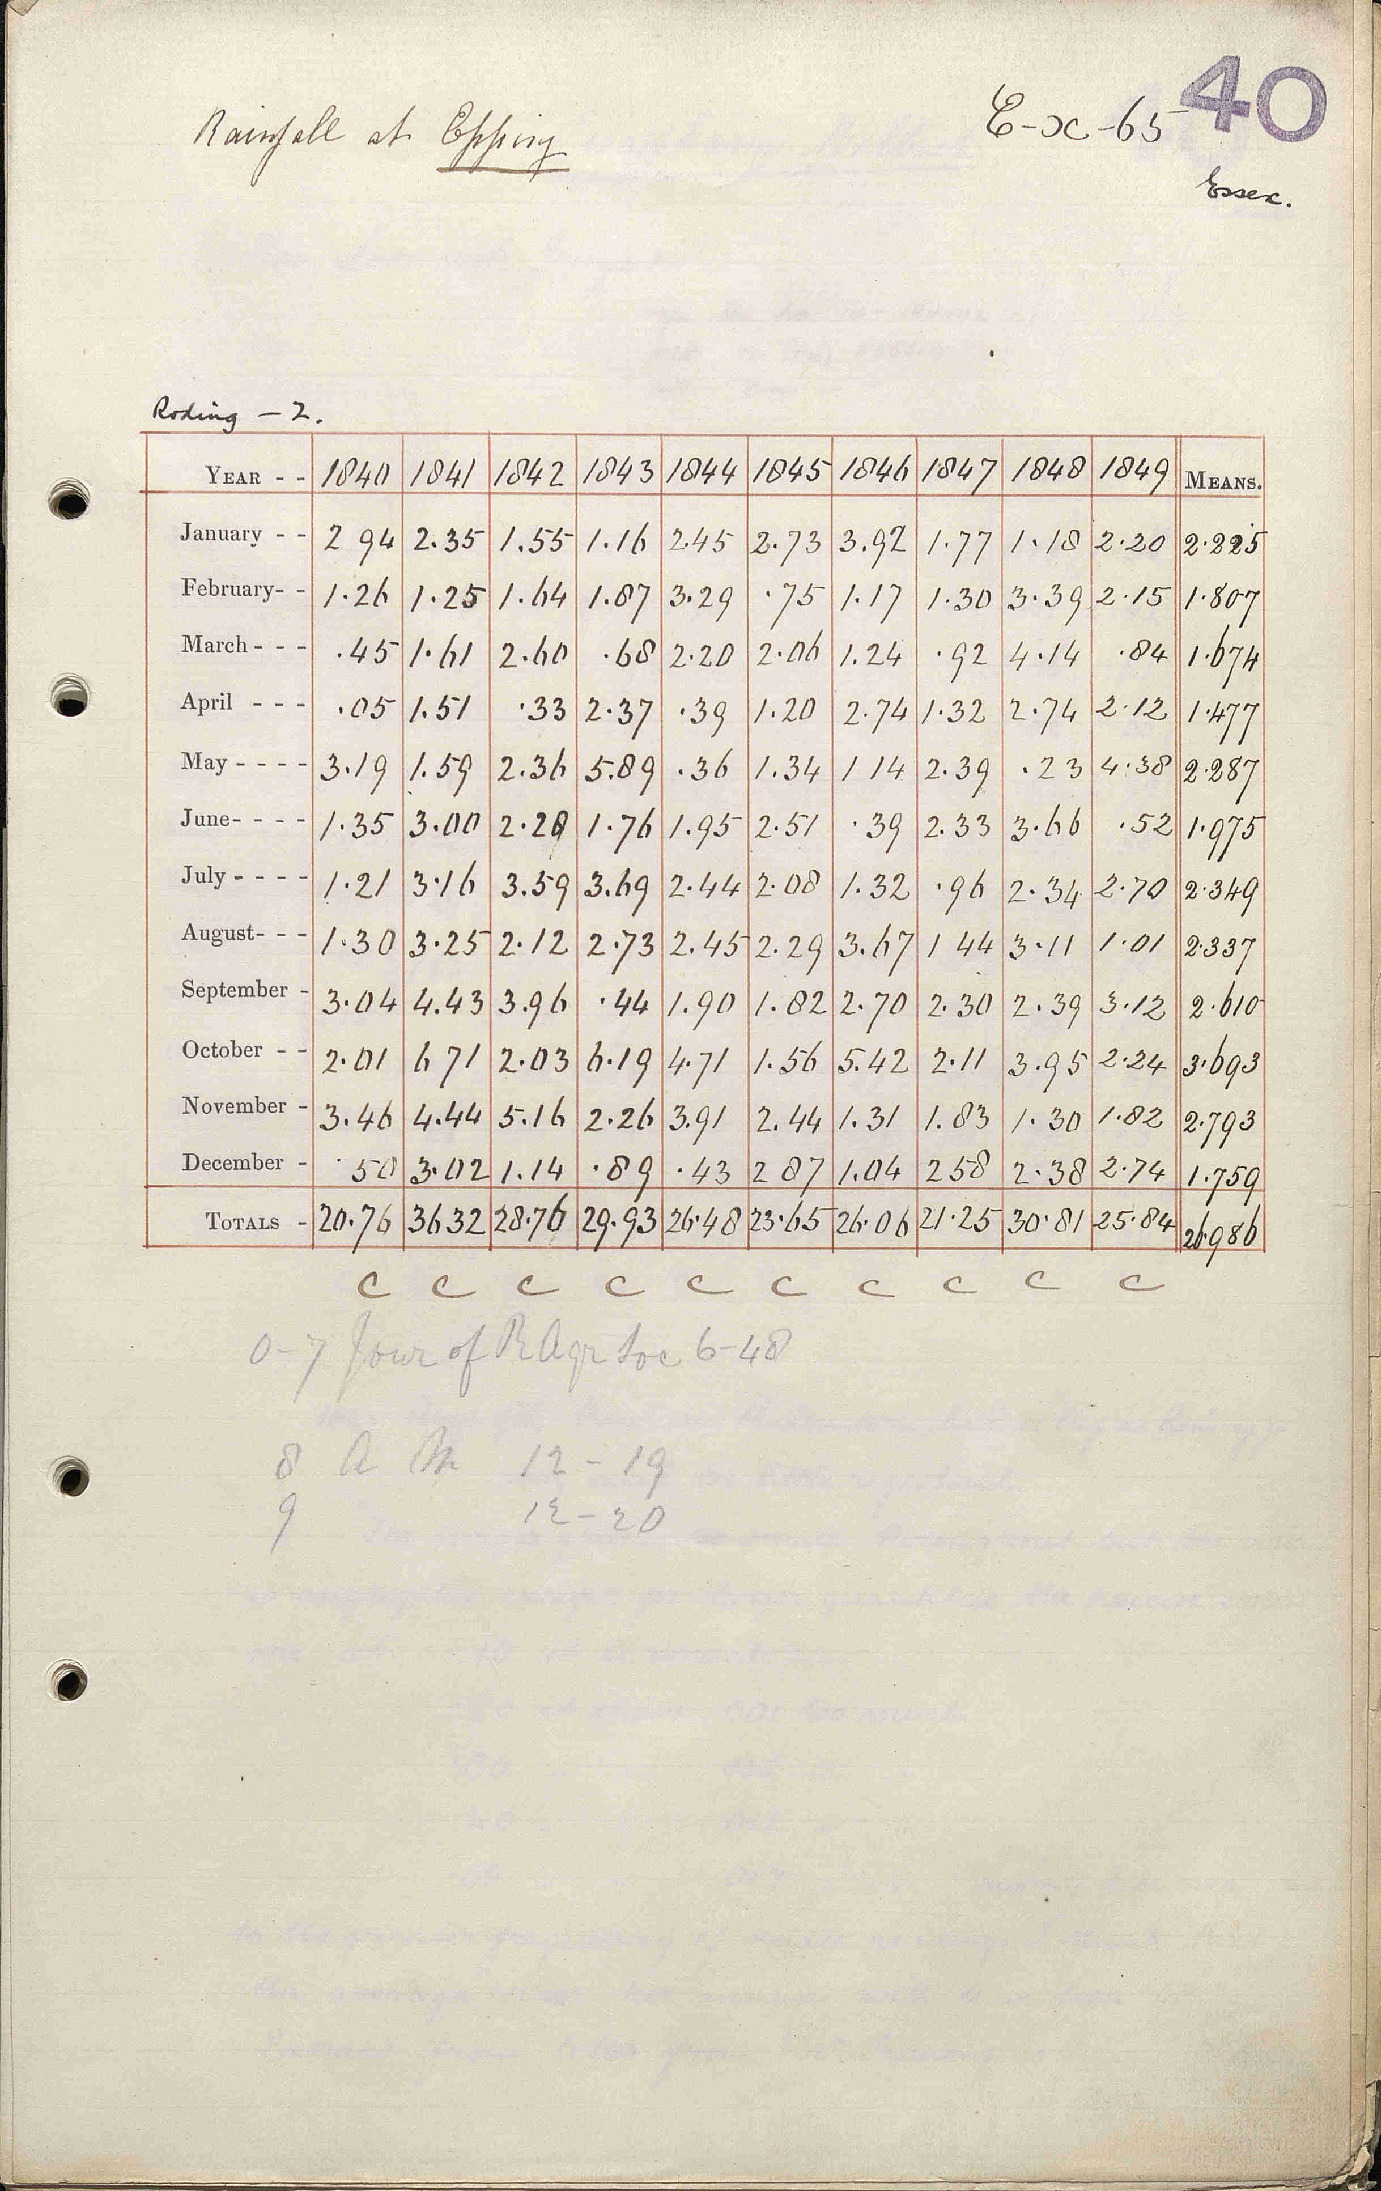 40
E-x-65
Rainfall at Epping
Essex.
Roding - 2.
YEAR - - 1840 1841 1842 1843 1844 1845 1846 1847 1848 1849 MEANS.
January - - 2 94 2.35 1.55 1.16 2.45 2.73 3.92 1.77 1.18 2.20 2.225
February- - 1.26 1.25 1.64 1.87 3.29 .75 1.17 1.30 3.39 2.15 1.807
March - - - .45 1.61 2.60 .68 2.20 2.06 1.24 .92 4.14 .84 1.674
April - - - .05 1.51 .33 2.37 .39 1.20 2.74 1.32 2.74 2.12 1.477
May - - - - 3.19 1.59 2.36 5.89 .36 1.34 1 14 2.39 .23 4.38 2.287
June- - - - 1.35 3.00 2.28 1.76 1.95 2.51 .39 2.33 3.66 .52 1.975
July - - - - 1.21 3.16 3.59 3.69 2.44 2.08 1.32 .96 2.34 2.70 2.349
August- - - 1.30 3.25 2.12 2.73 2.45 2.29 3.67 1 44 3.11 1.01 2.337
September - 3.04 4.43 3.96 .44 1.90 1.82 2.70 2.30 2.39 3.12 2.610
October - - 2.01 6 71 2.03 6.19 4.71 1.56 5.42 2.11 3.95 2.24 3.693
November - 3.46 4.44 5.16 2.26 3.91 2.44 1.31 1.83 1.30 1.82 2.793
December - .50 3.02 1.14 .89 .43 2 87 1.04 2 58 2.38 2.74 1.759
TOTALS - 20.76 36 32 28.76 29.93 26.48 23.65 26.06 21.25 30.81 25.84 26.986
C C C C C C C C C C
0-7 Jour of R Agr Soc 6-48
8 A M 12-19
9 12-20